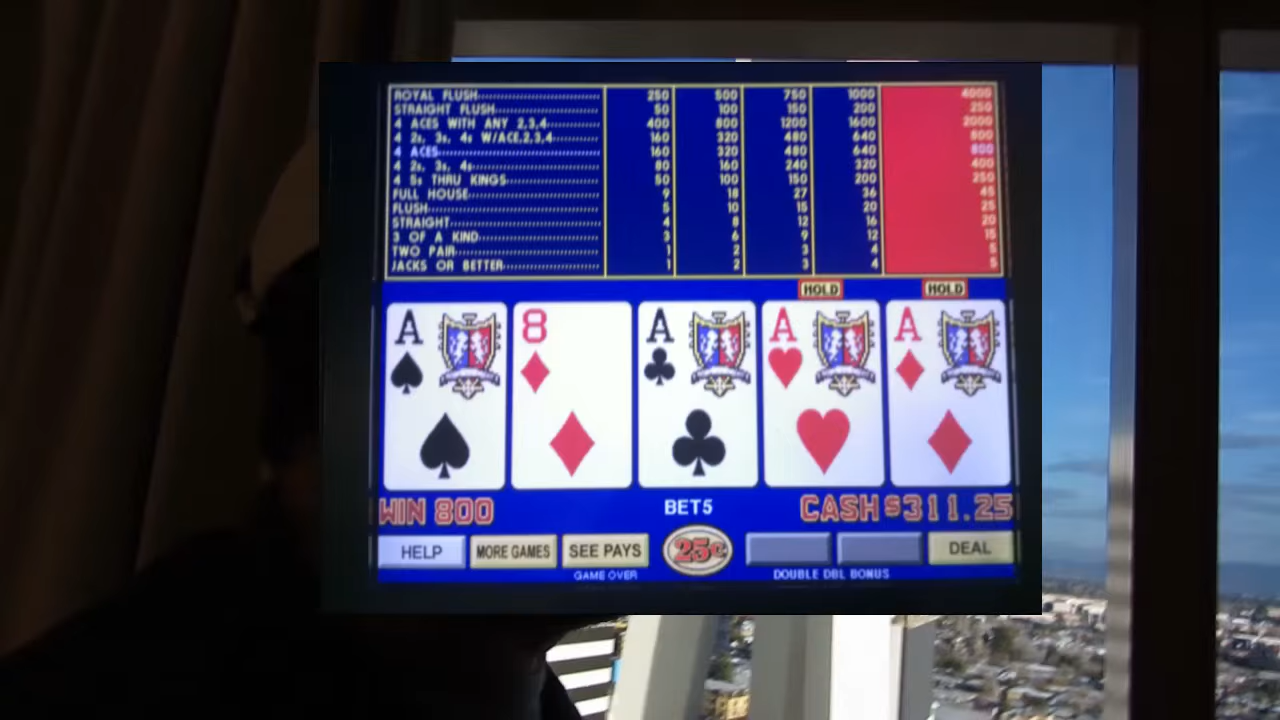 ROYAL FLUSH 250 500 750 1000 4000
STRAIGHT FLUSH 50 100 150 200 250
4 ACES WITH ANY 2,3,4 400 800 1200 1600 2000
4 2s, 3s, 4s W/ACE,2,3,4 160 320 480 640 800
4 ACES 160 320 480 640 800
4 2s, 3s, 4s 80 160 240 320 400
4 5s THRU KINGS 50 100 150 200 250
FULL HOUSE 9 18 27 36 45
FLUSH 5 10 15 20 25
STRAIGHT 4 8 12 16 20
3 OF A KIND 3 6 9 12 15
TWO PAIR 1 2 3 4 5
JACKS OR BETTER 1 2 3 4 5
HOLD HOLD
A 8 A A A
WIN 800 BET5 CASH $311.25
HELP MORE GAMES SEE PAYS 25¢ DEAL
GAME OVER DOUBLE DBL BONUS